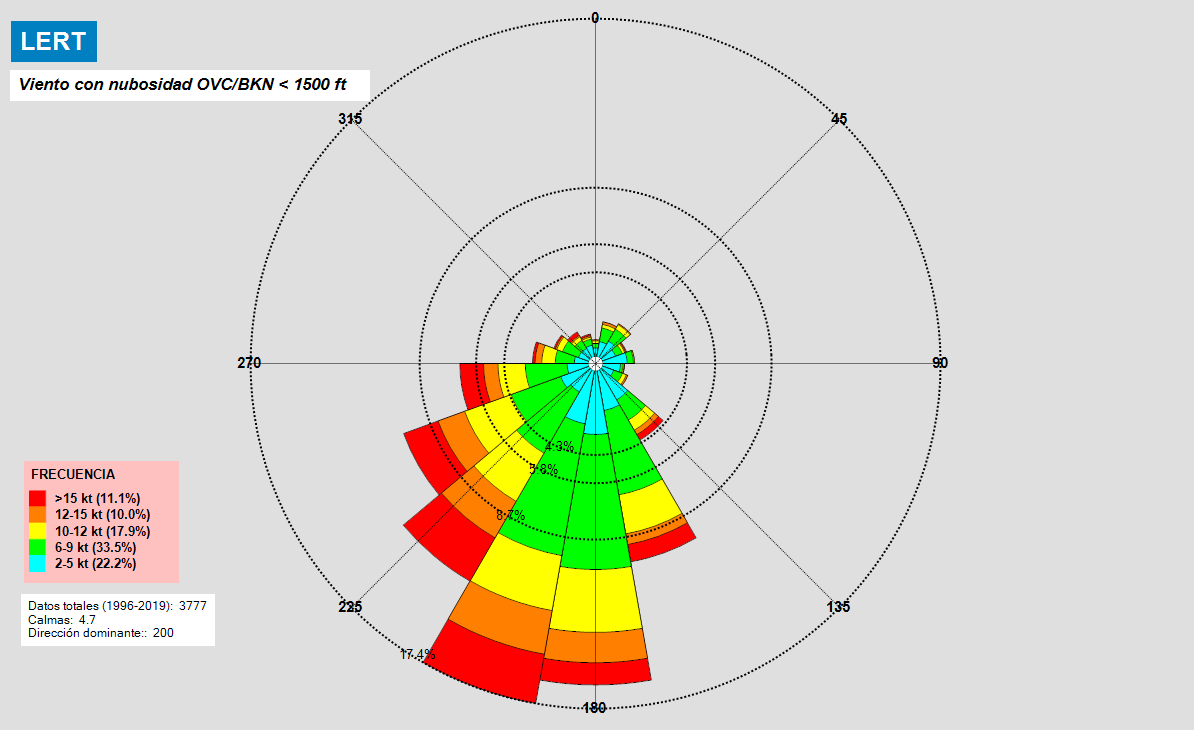 0
LERT
Viento con nubosidad OVC/BKN < 1500 ft
315
45
270
90
4.3%
5.8%
8.7%
FRECUENCIA
>15 kt (11.1%)
12-15 kt (10.0%)
10-12 kt (17.9%)
6-9 kt (33.5%)
2-5 kt (22.2%)
225
135
Datos totales (1996-2019): 3777
Calmas: 4.7
Dirección dominante:: 200
17.4%
180